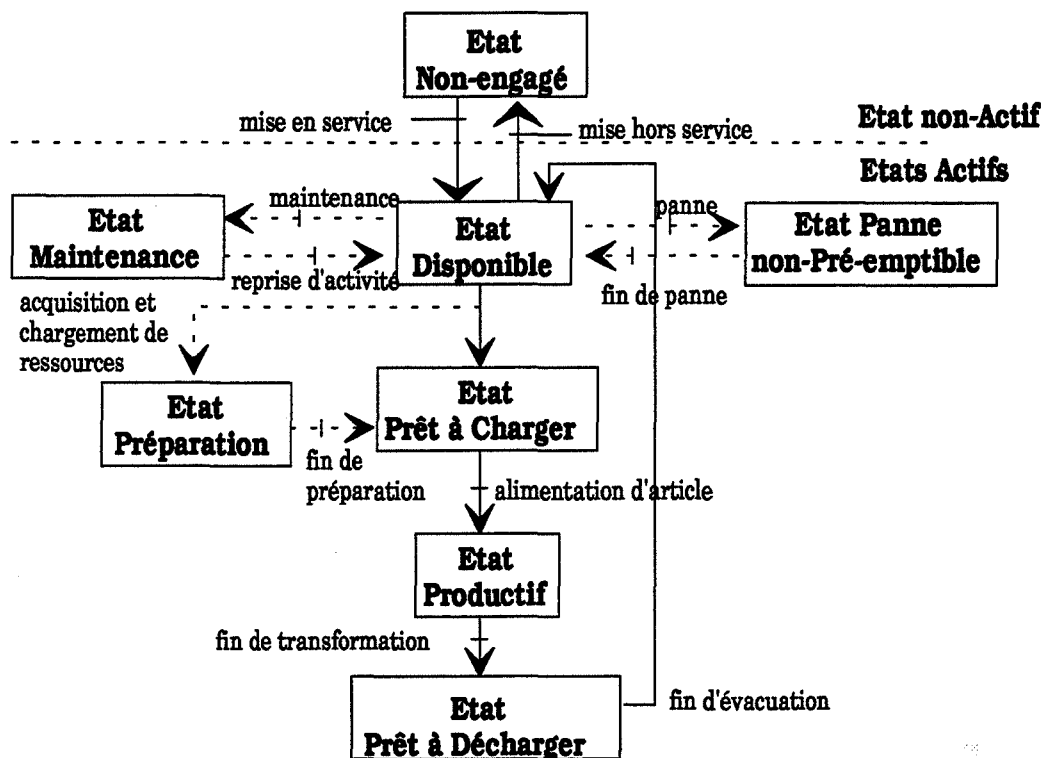 Etat
Non-engagé
mise en service
mise hors service
Etat non-Actif
Etats Actifs
maintenance
panne
Etat
Maintenance
Etat
Disponible
Etat Panne
non-Pré-emptible
reprise d'activité
fin de panne
acquisition et
chargement de
ressources
Etat
Préparation
Etat
Prêt à Charger
fin de
préparation
alimentation d'article
Etat
Productif
fin de transformation
Etat
Prêt à Décharger
fin d'évacuation